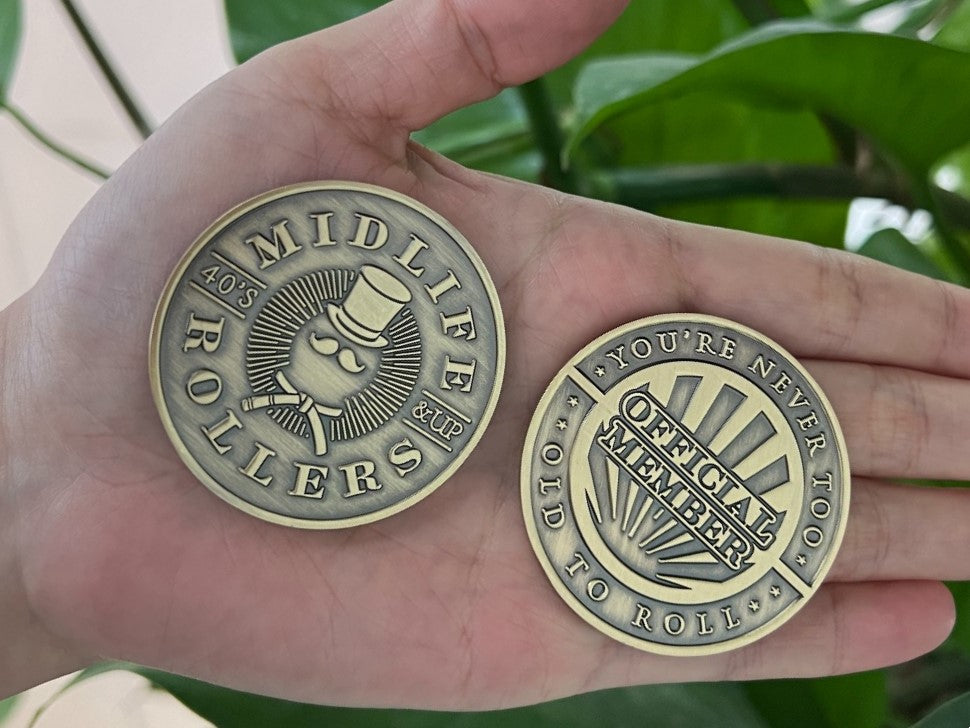 MIDLIFE
40'S
&UP
ROLLERS
YOU'RE NEVER TOO
OFFICIAL
MEMBER
OLD TO ROLL